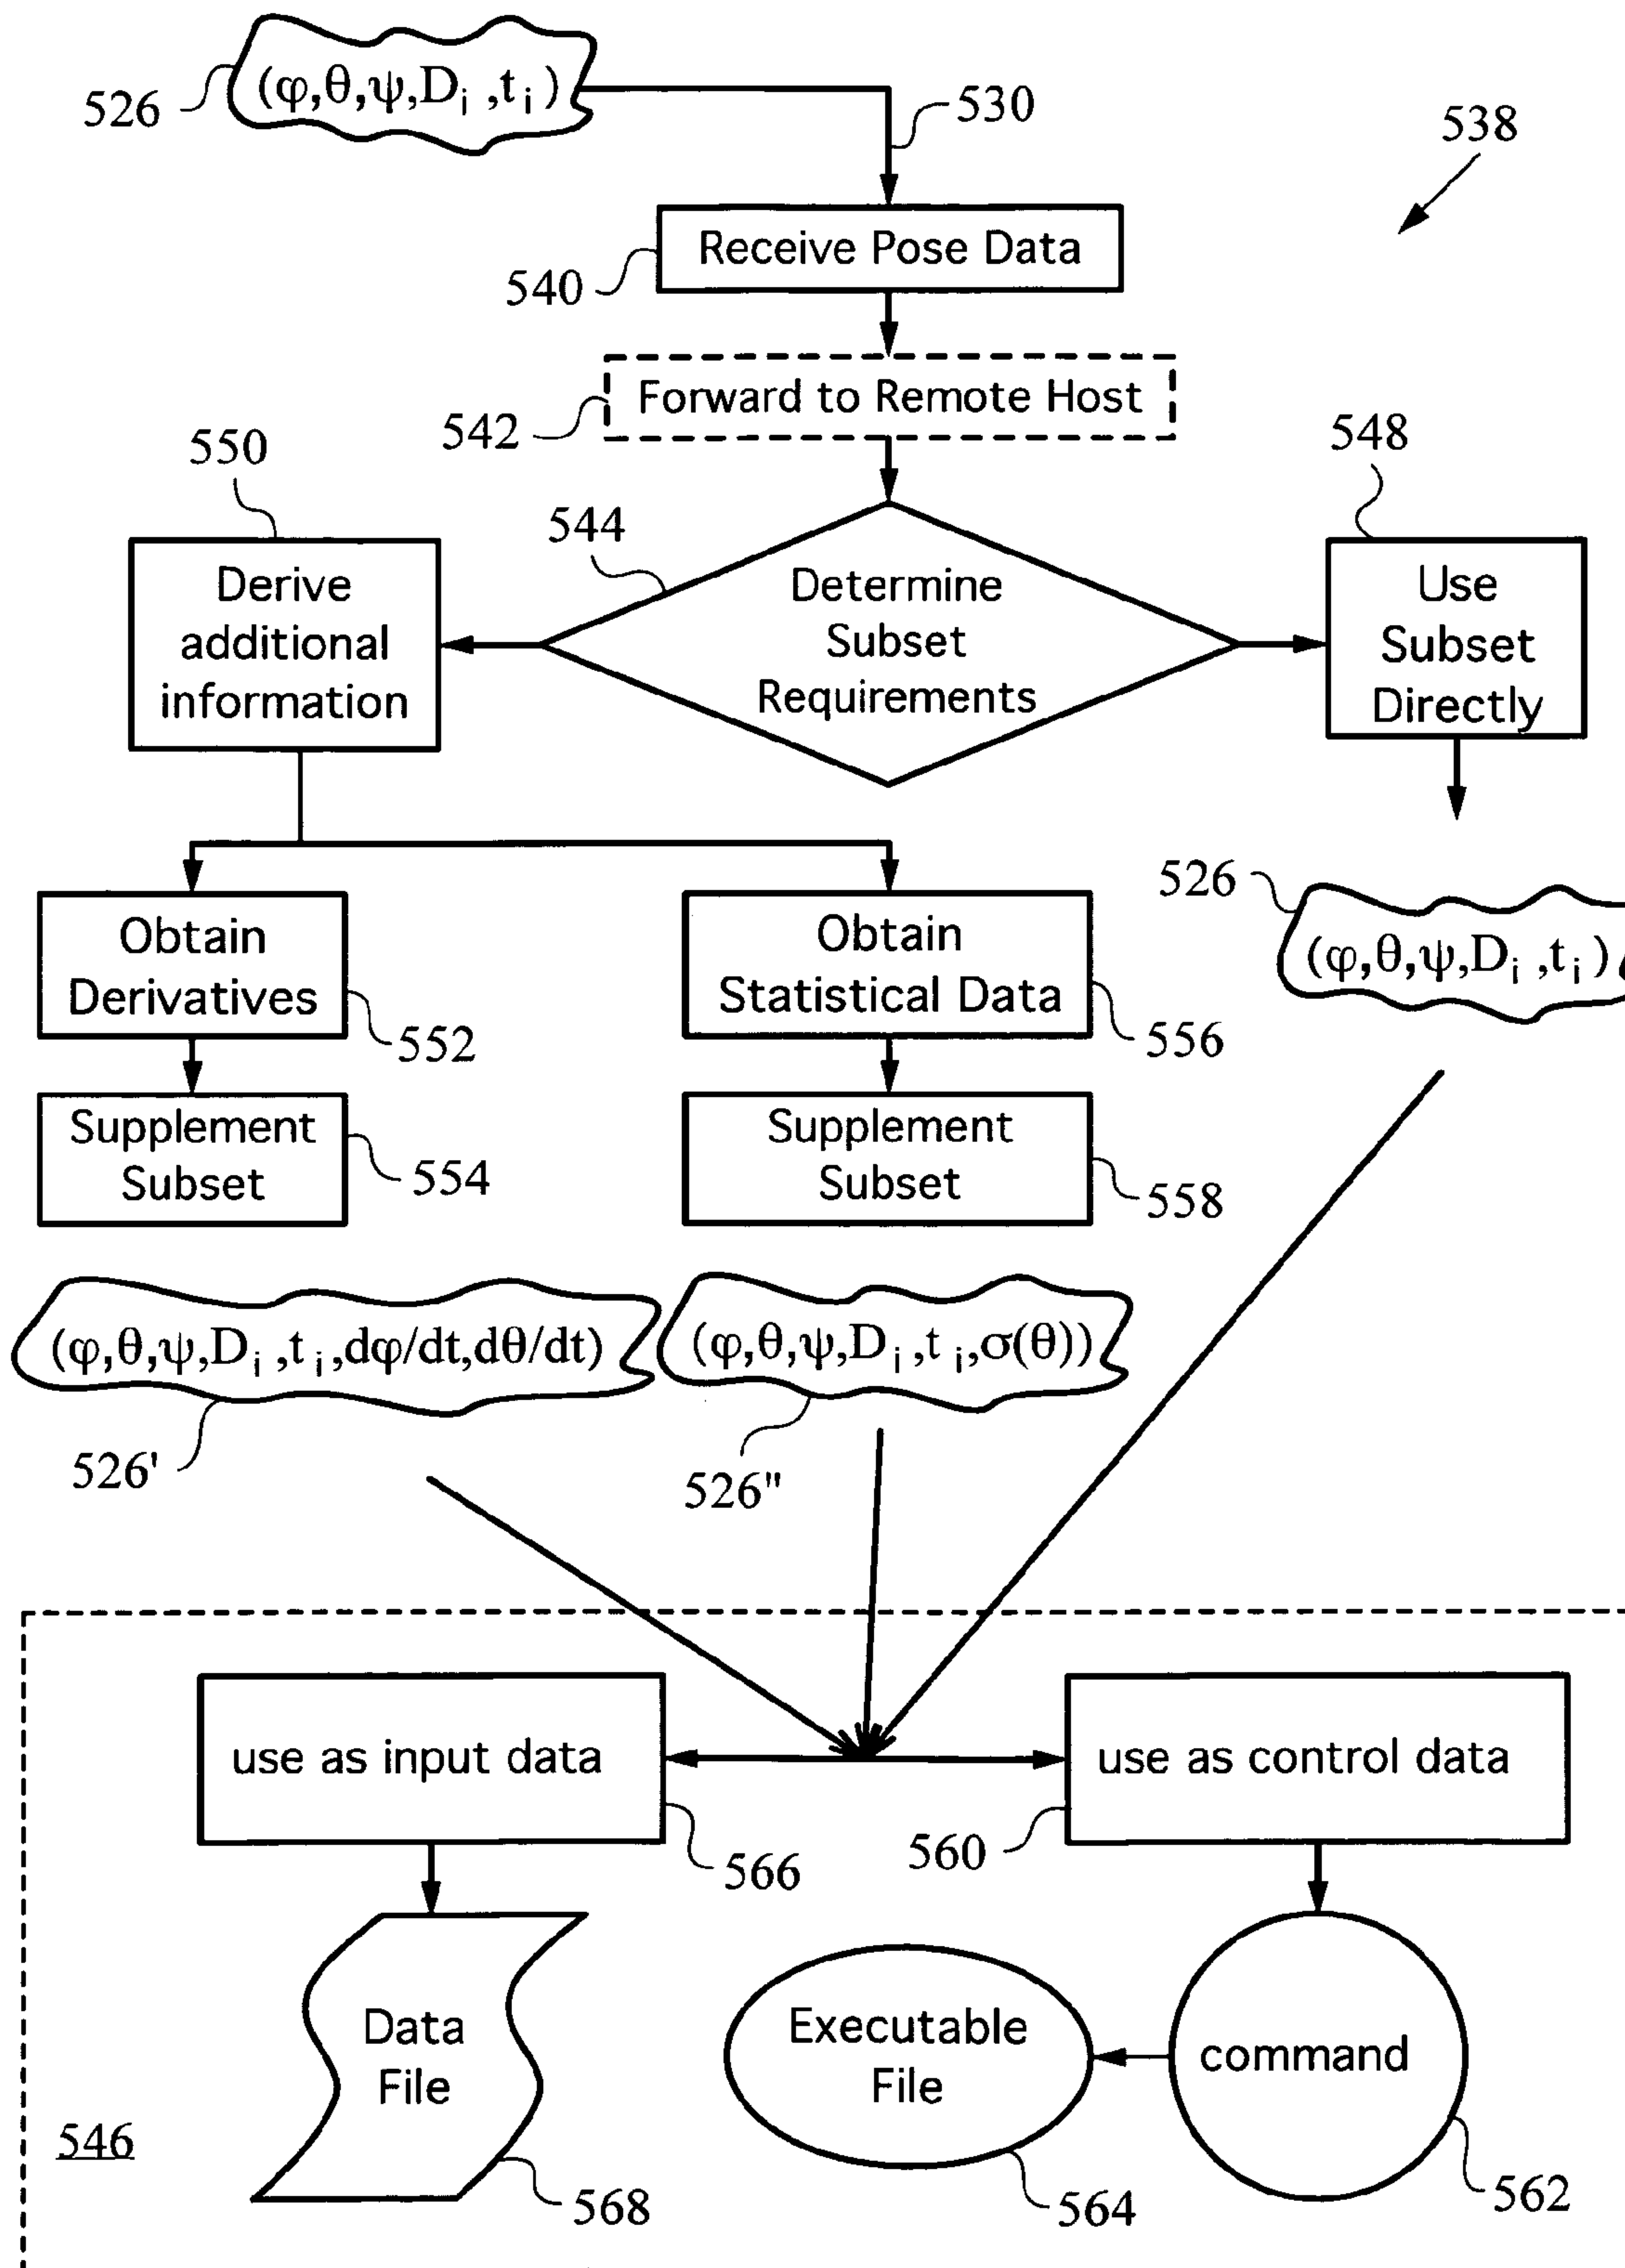 (φ,θ,ψ,Di ,ti)
526
530
538
Receive Pose Data
540
Forward to Remote Host
542
550
548
544
Derive
additional
information
Determine
Subset
Requirements
Use
Subset
Directly
526
(φ,θ,ψ,Di ,ti)
Obtain
Derivatives
552
Obtain
Statistical Data
556
Supplement
Subset
554
Supplement
Subset
558
(φ,θ,ψ,Di ,ti,dφ/dt,dθ/dt)
(φ,θ,ψ,Di ,ti,σ(θ))
526'
526"
use as input data
use as control data
566
560
Data
File
Executable
File
command
546
568
564
562